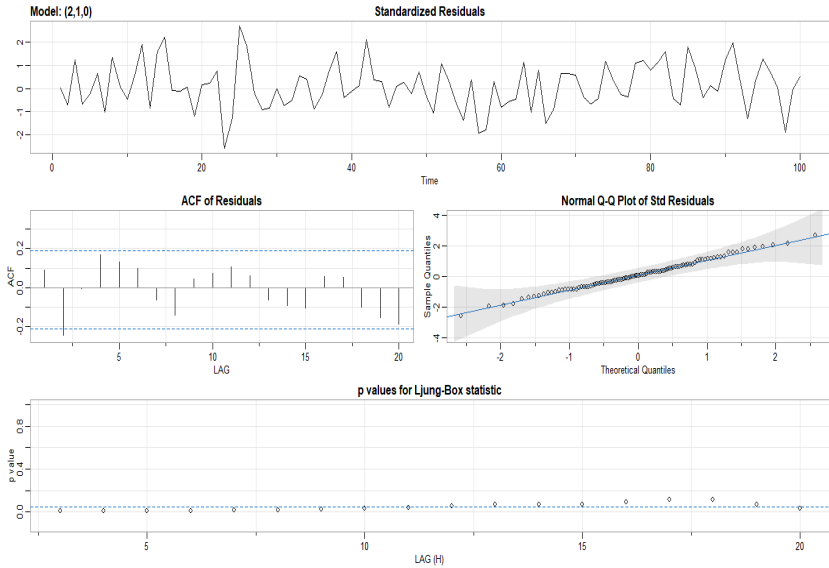 Model: (2,1,0)
Standardized Residuals
2
1
0
-1
-2
0
20
40
60
80
100
Time
ACF of Residuals
ACF
0.2
0.0
-0.2
5
10
15
20
LAG
Normal Q-Q Plot of Std Residuals
Sample Quantiles
4
2
0
-2
-4
-2
-1
0
1
2
Theoretical Quantiles
p values for Ljung-Box statistic
p value
0.8
0.4
0.0
5
10
15
20
LAG (H)